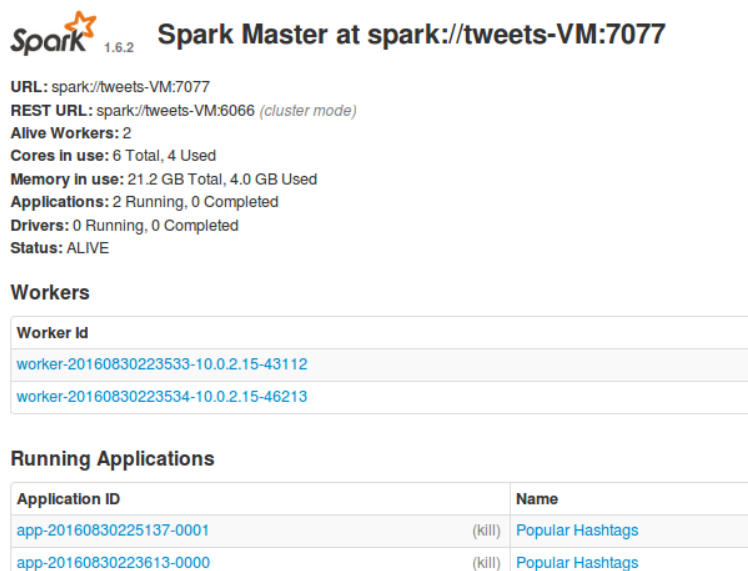 Spark 1.6.2 Spark Master at spark://tweets-VM:7077
URL: spark://tweets-VM:7077
REST URL: spark://tweets-VM:6066 (cluster mode)
Alive Workers: 2
Cores in use: 6 Total, 4 Used
Memory in use: 21.2 GB Total, 4.0 GB Used
Applications: 2 Running, 0 Completed
Drivers: 0 Running, 0 Completed
Status: ALIVE
Workers
Worker Id
worker-20160830223533-10.0.2.15-43112
worker-20160830223534-10.0.2.15-46213
Running Applications
Application ID Name
app-20160830225137-0001 (kill) Popular Hashtags
app-20160830223613-0000 (kill) Popular Hashtags